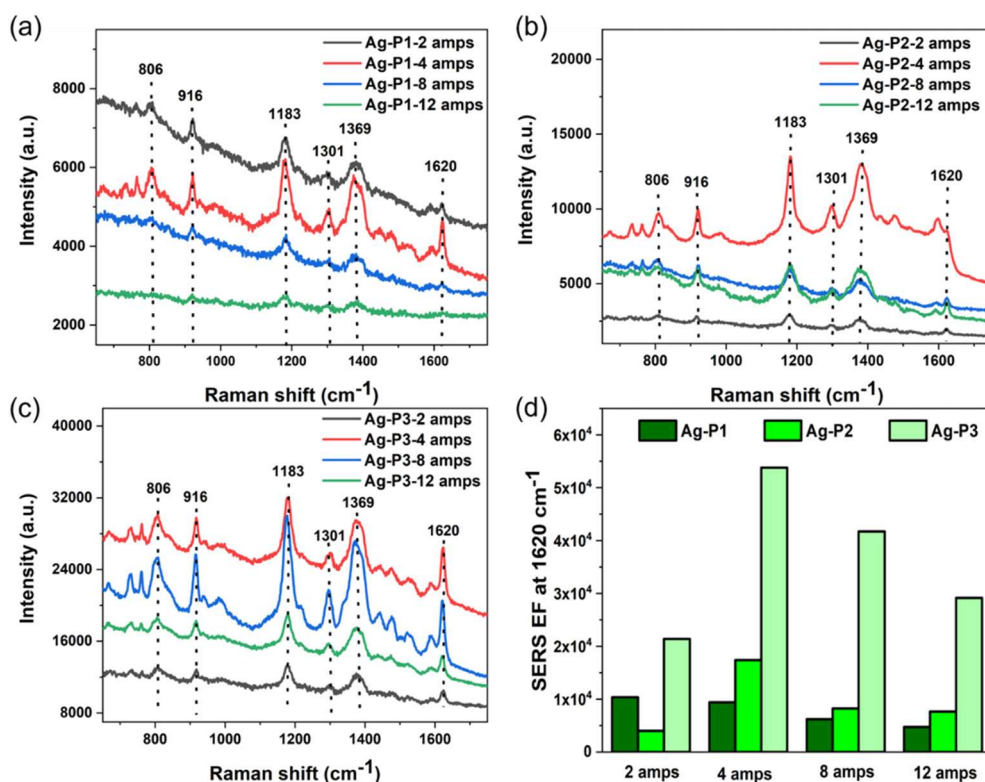 (a)
Ag-P1-2 amps
Ag-P1-4 amps
Ag-P1-8 amps
Ag-P1-12 amps
806
916
1183
1301
1369
1620
8000
6000
4000
2000
Intensity (a.u.)
800
1000
1200
1400
1600
Raman shift (cm⁻¹)
(b)
Ag-P2-2 amps
Ag-P2-4 amps
Ag-P2-8 amps
Ag-P2-12 amps
806
916
1183
1301
1369
1620
20000
15000
10000
5000
Intensity (a.u.)
800
1000
1200
1400
1600
Raman shift (cm⁻¹)
(c)
Ag-P3-2 amps
Ag-P3-4 amps
Ag-P3-8 amps
Ag-P3-12 amps
806
916
1183
1301
1369
1620
40000
32000
24000
16000
8000
Intensity (a.u.)
800
1000
1200
1400
1600
Raman shift (cm⁻¹)
(d)
Ag-P1
Ag-P2
Ag-P3
6x10⁴
5x10⁴
4x10⁴
3x10⁴
2x10⁴
1x10⁴
0
SERS EF at 1620 cm⁻¹
2 amps
4 amps
8 amps
12 amps